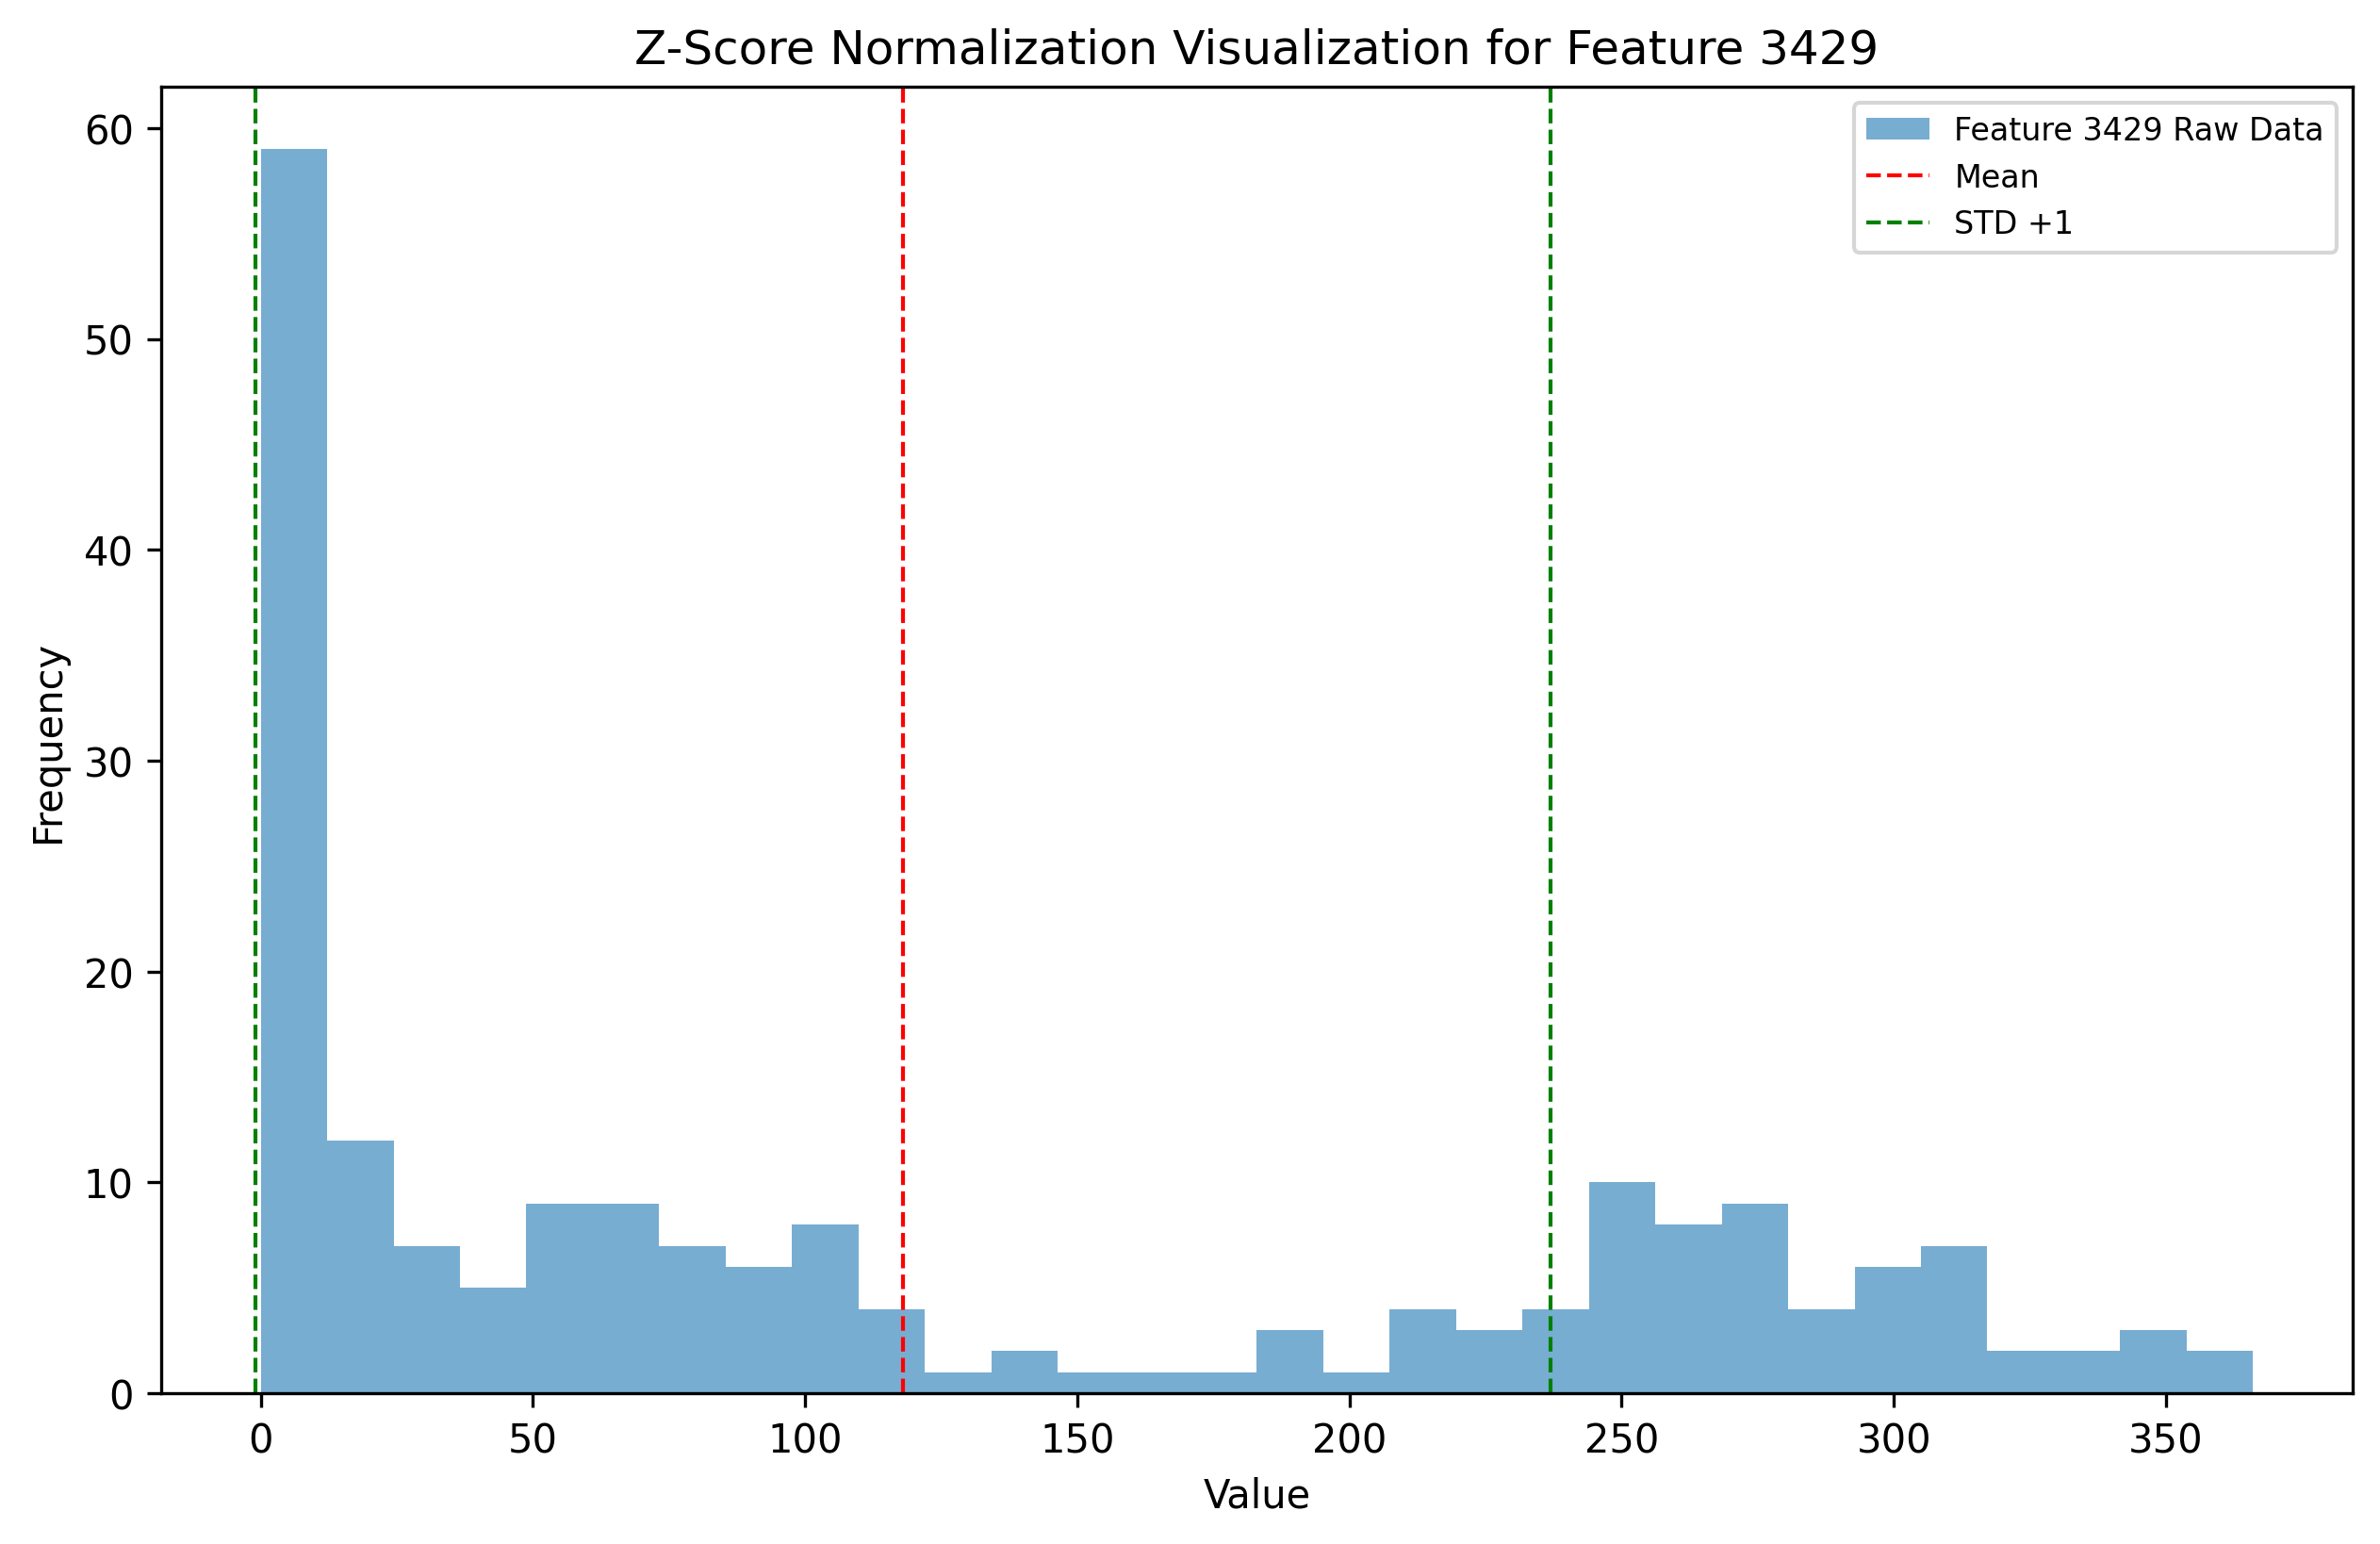 Z-Score Normalization Visualization for Feature 3429
Feature 3429 Raw Data
Mean
STD +1
60
50
40
30
20
10
0
Frequency
0 50 100 150 200 250 300 350
Value